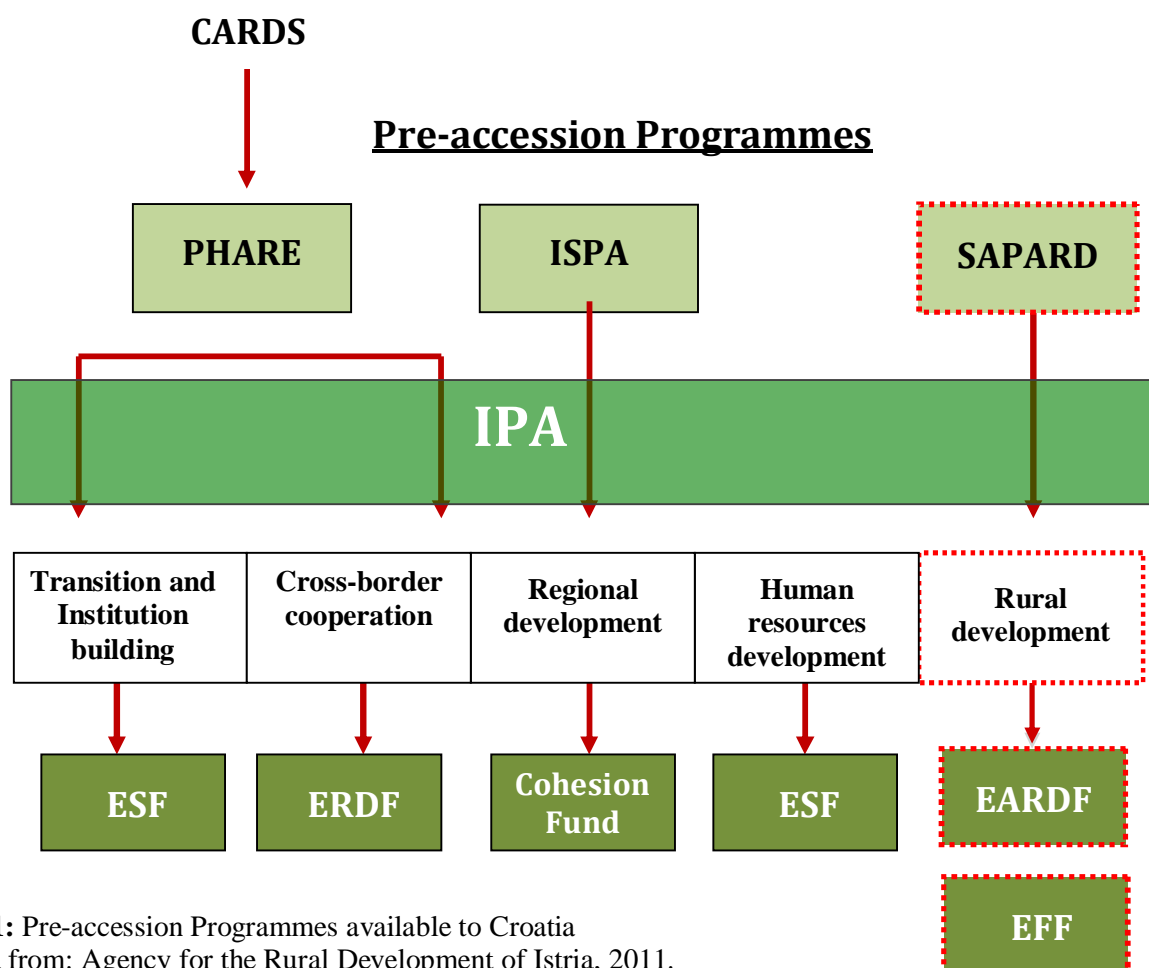 CARDS
Pre-accession Programmes
PHARE
ISPA
SAPARD
IPA
Transition and
Institution
building
Cross-border
cooperation
Regional
development
Human
resources
development
Rural
development
ESF
ERDF
Cohesion
Fund
ESF
EARDF
EFF
: Pre-accession Programmes available to Croatia
from: Agency for the Rural Development of Istria, 2011.